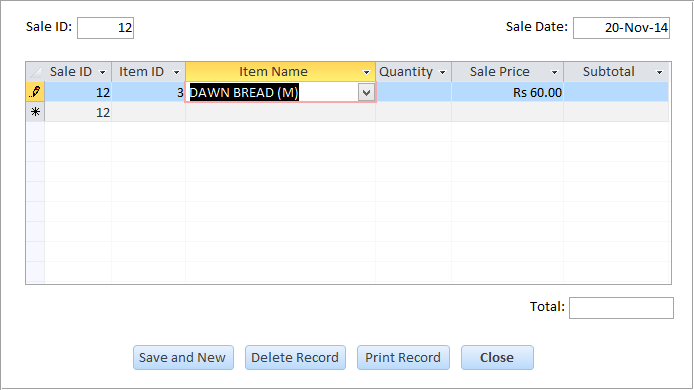 Sale ID: 12 Sale Date: 20-Nov-14
Sale ID Item ID Item Name Quantity Sale Price Subtotal
12 3 DAWN BREAD (M) Rs 60.00
12
Total:
Save and New Delete Record Print Record Close